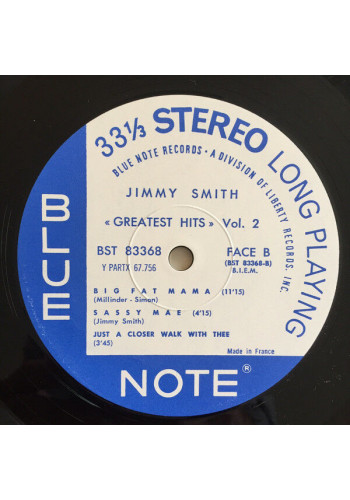 33 1/3 STEREO LONG PLAYING
BLUE NOTE RECORDS • A DIVISION OF LIBERTY RECORDS, INC.
JIMMY SMITH
« GREATEST HITS » Vol. 2
BST 83368 FACE B
Y PARTX 67.756 (BST 83368-B)
B.I.E.M.
BIG FAT MAMA (11'15)
(Millinder - Simon)
SASSY MAE (4'15)
(Jimmy Smith)
JUST A CLOSER WALK WITH THEE
(3'45)
Made in France
BLUE
NOTE®